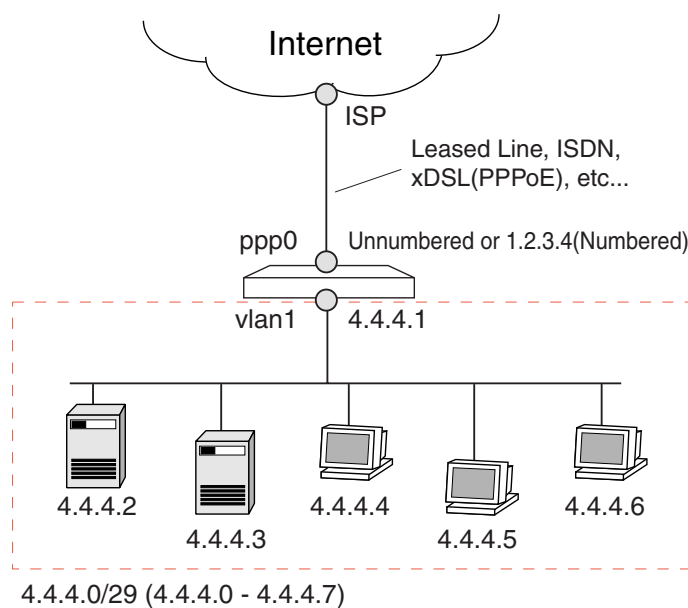 Internet
ISP
Leased Line, ISDN,
xDSL(PPPoE), etc...
ppp0
Unnumbered or 1.2.3.4(Numbered)
vlan1
4.4.4.1
4.4.4.2
4.4.4.3
4.4.4.4
4.4.4.5
4.4.4.6
4.4.4.0/29 (4.4.4.0 - 4.4.4.7)